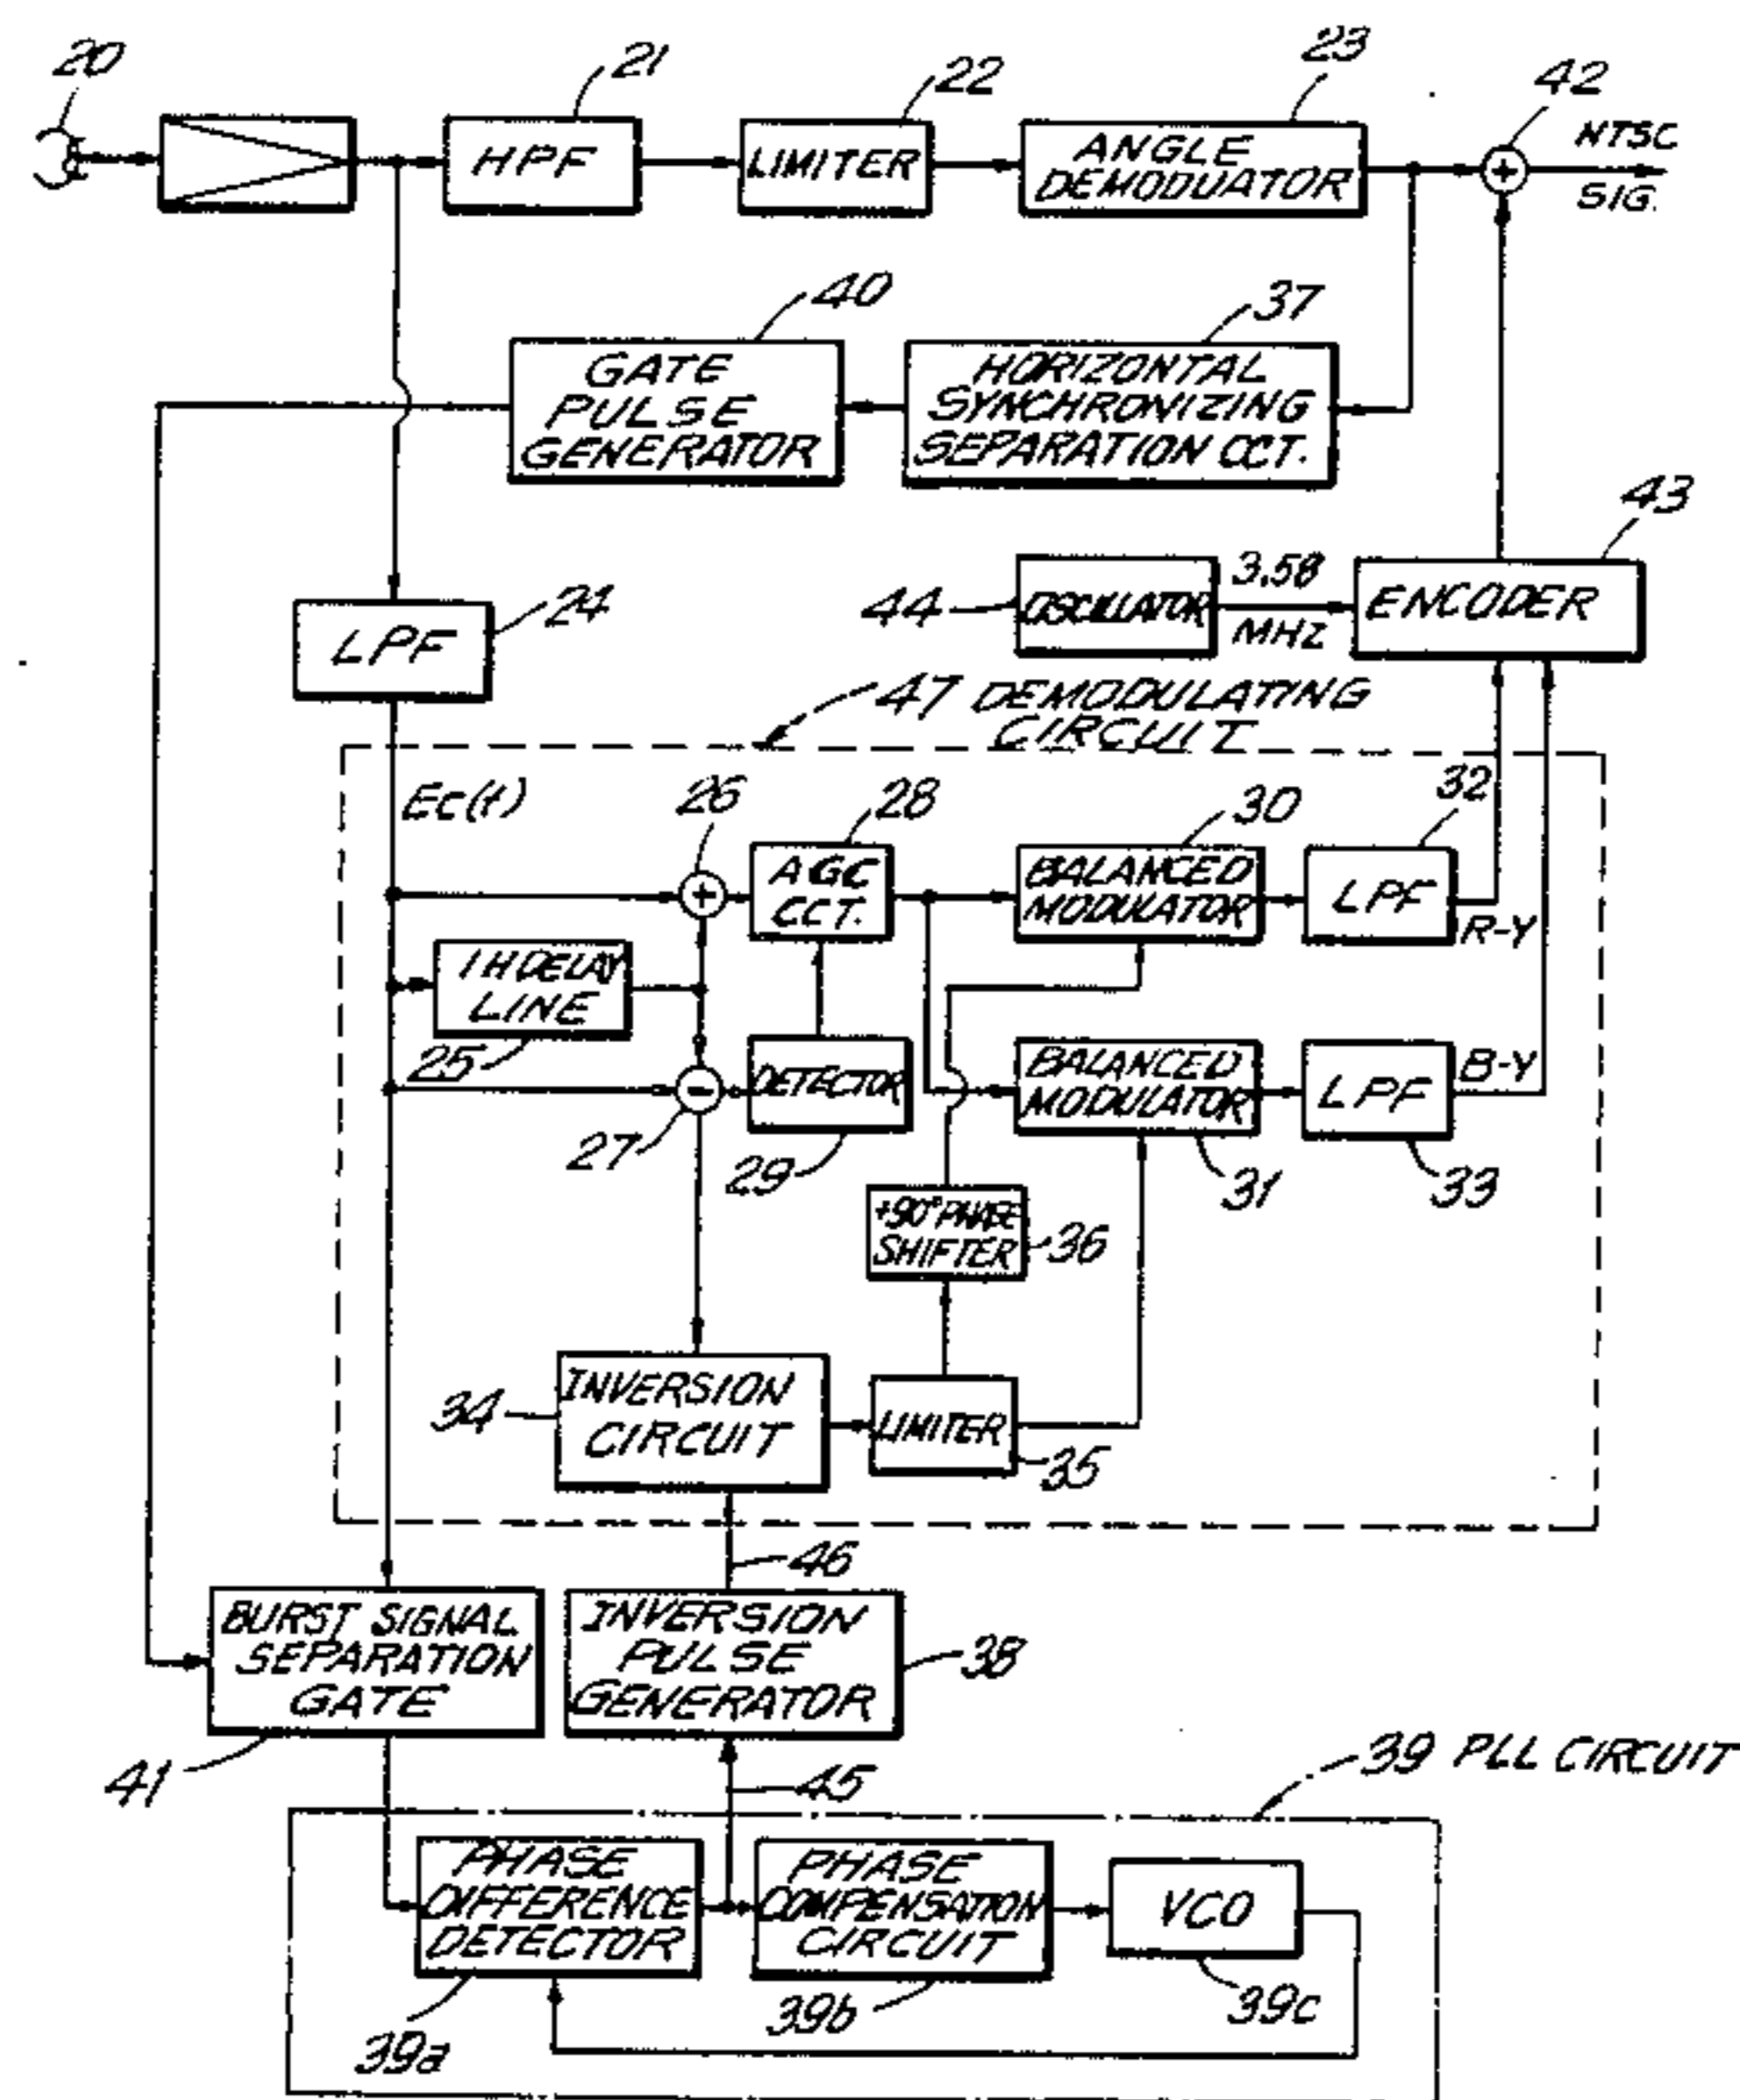 20
21
22
23
42
HPF
LIMITER
ANGLE
DEMODUATOR
+
NTSC
SIG.
40
37
GATE
PULSE
GENERATOR
HORIZONTAL
SYNCHRONIZING
SEPARATION CCT.
43
24
LPF
44
OSCILLATOR
3.58
MHZ
ENCODER
47 DEMODULATING
CIRCUIT
Ec(t)
26
28
30
32
+
AGC
CCT.
BALANCED
MODULATOR
LPF
R-Y
1H DELAY
LINE
25
-
DETECTOR
BALANCED
MODULATOR
LPF
B-Y
27
29
31
33
+90° PHASE
SHIFTER
36
34
INVERSION
CIRCUIT
LIMITER
35
46
BURST SIGNAL
SEPARATION
GATE
INVERSION
PULSE
GENERATOR
38
41
45
39 PLL CIRCUIT
PHASE
DIFFERENCE
DETECTOR
PHASE
COMPENSATION
CIRCUIT
VCO
39a
39b
39c